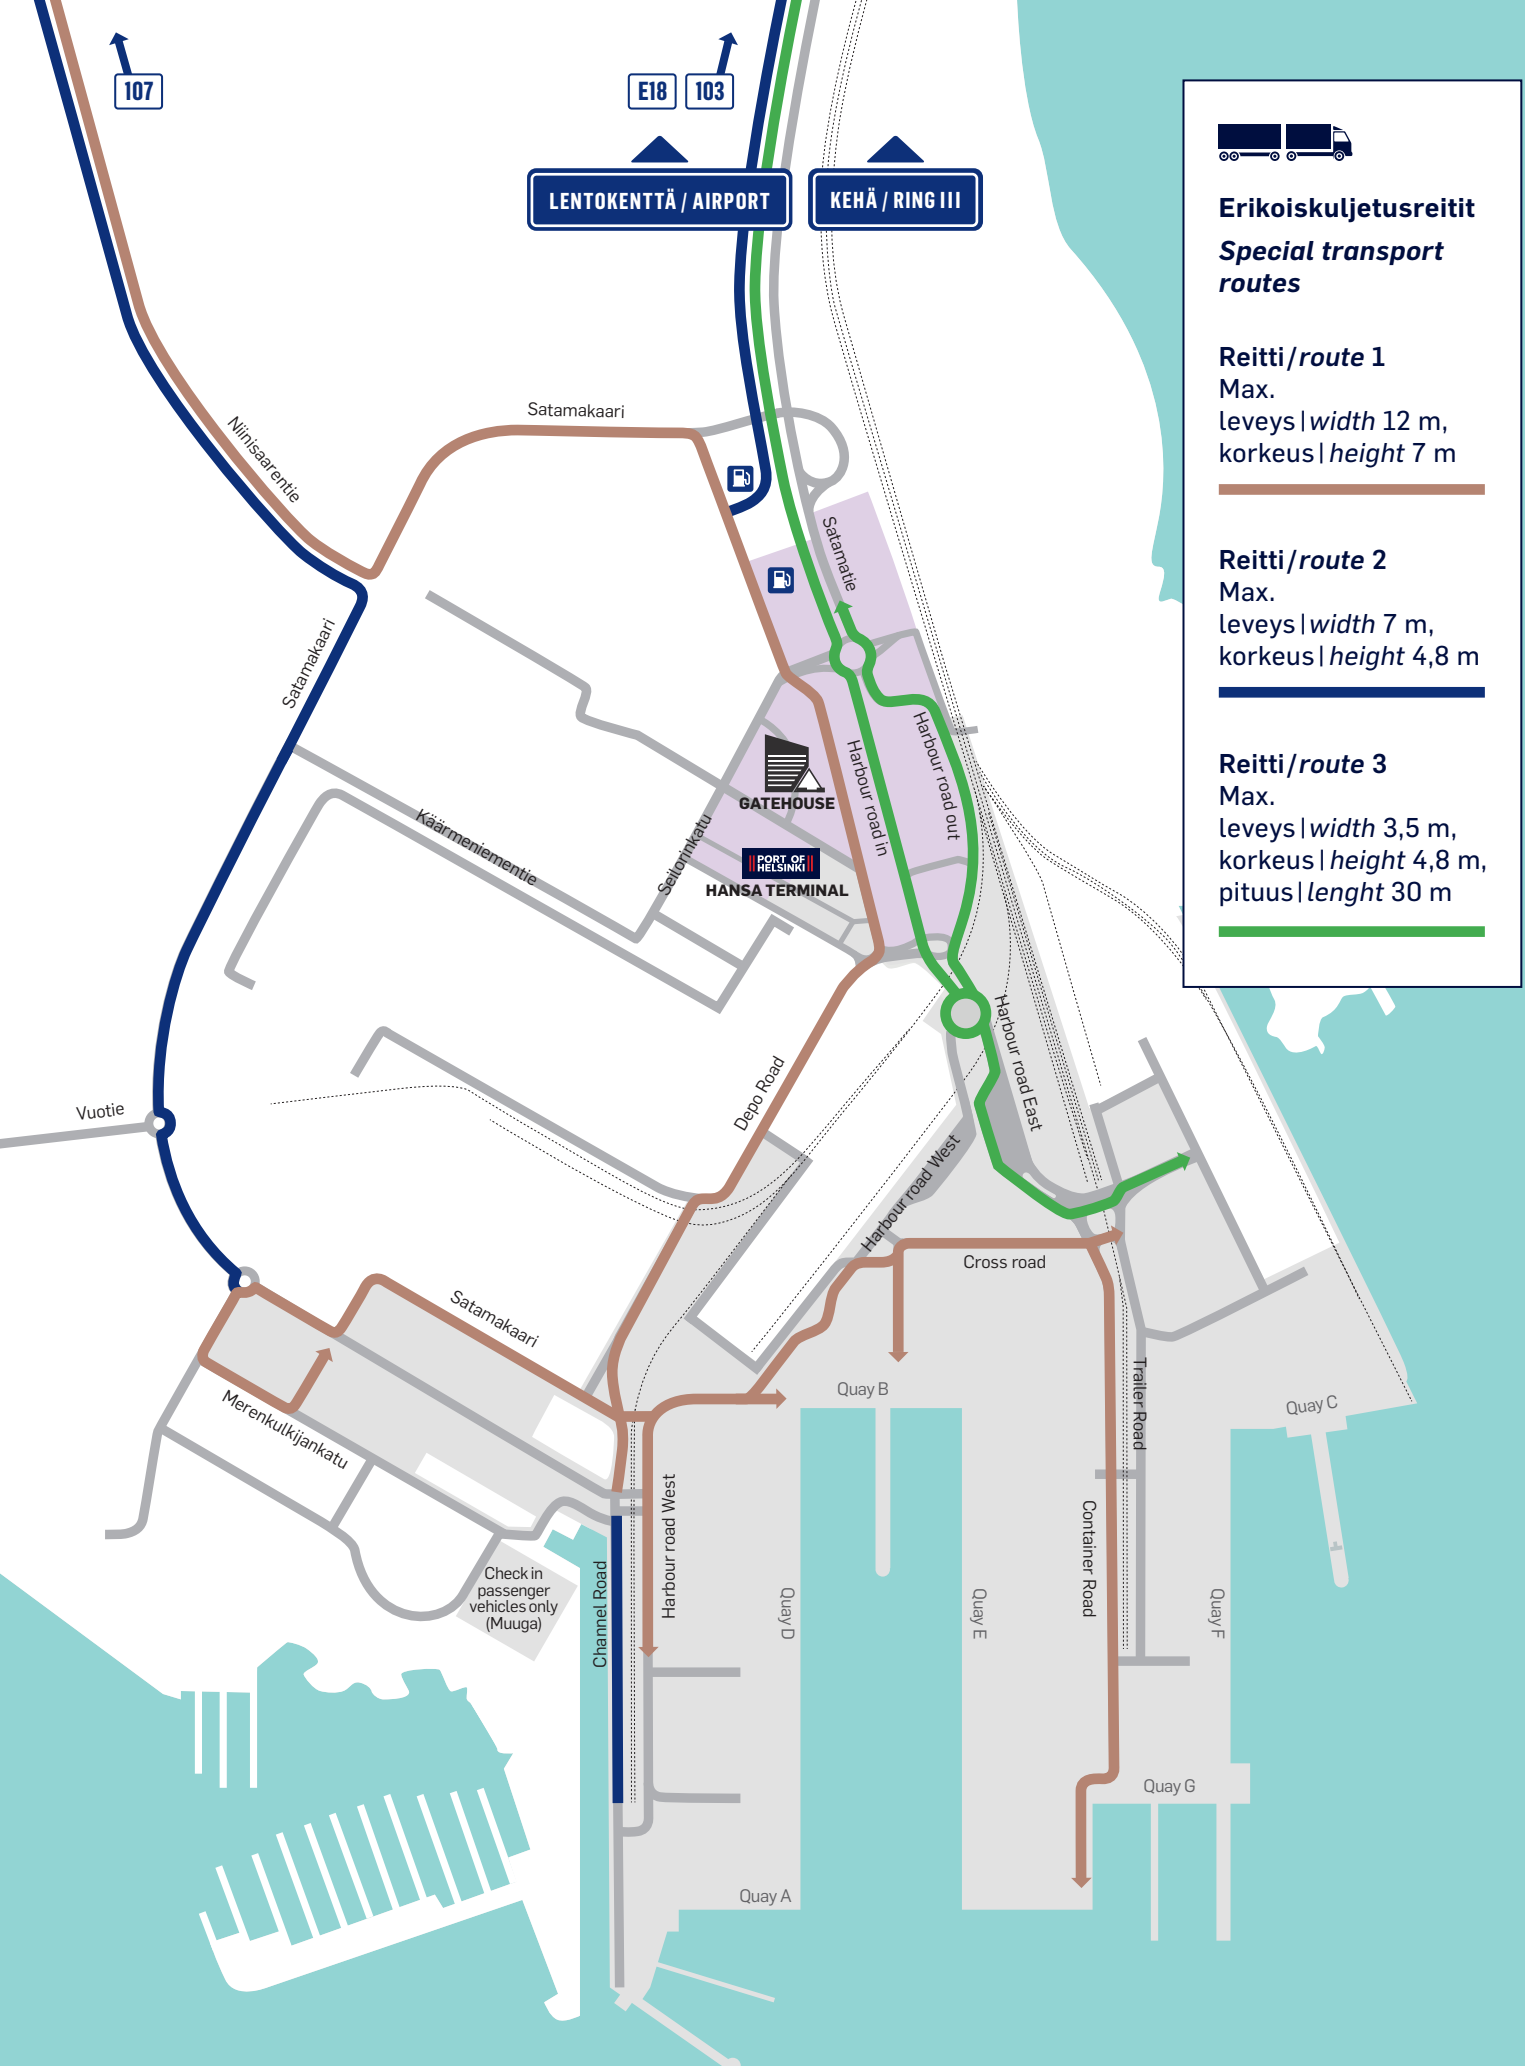 107
E18
103
LENTOKENTTÄ / AIRPORT
KEHÄ / RING III
Erikoiskuljetusreitit
Special transport
routes
Reitti/route 1
Max.
leveys|width 12 m,
korkeus|height 7 m
Reitti/route 2
Max.
leveys|width 7 m,
korkeus|height 4,8 m
Reitti/route 3
Max.
leveys|width 3,5 m,
korkeus|height 4,8 m,
pituus|lenght 30 m
Niinisaarentie
Satamakaari
Satamatie
Satamakaari
Harbour road out
Harbour road in
GATEHOUSE
Käärmeniementie
Seilorinkatu
PORT OF
HELSINKI
HANSA TERMINAL
Harbour road East
Depo Road
Vuotie
Harbour road West
Cross road
Satamakaari
Merenkulkijankatu
Quay B
Trailer Road
Quay C
Harbour road West
Container Road
Check in
passenger
vehicles only
(Muuga)
Channel Road
Quay D
Quay E
Quay F
Quay G
Quay A